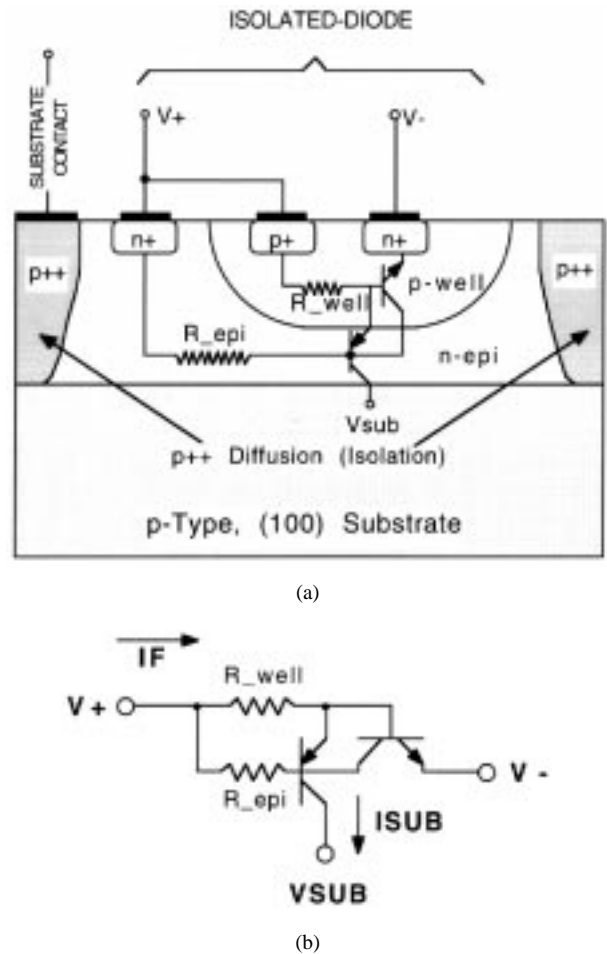 ISOLATED-DIODE
SUBSTRATE
CONTACT
V+
V-
n+
p+
n+
p++
p++
R_well
p-well
R_epi
n-epi
Vsub
p++ Diffusion (Isolation)
p-Type, (100) Substrate
(a)
IF
R_well
V +
R_epi
V -
ISUB
VSUB
(b)